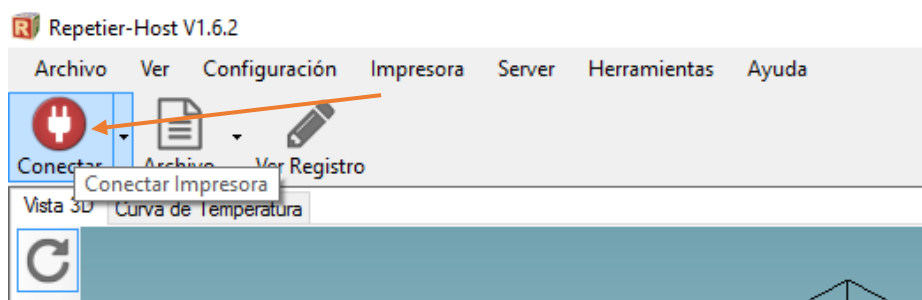 Repetier-Host V1.6.2
Archivo Ver Configuración Impresora Server Herramientas Ayuda
Conectar Archivo Ver Registro
Conectar Impresora
Vista 3D Curva de Temperatura